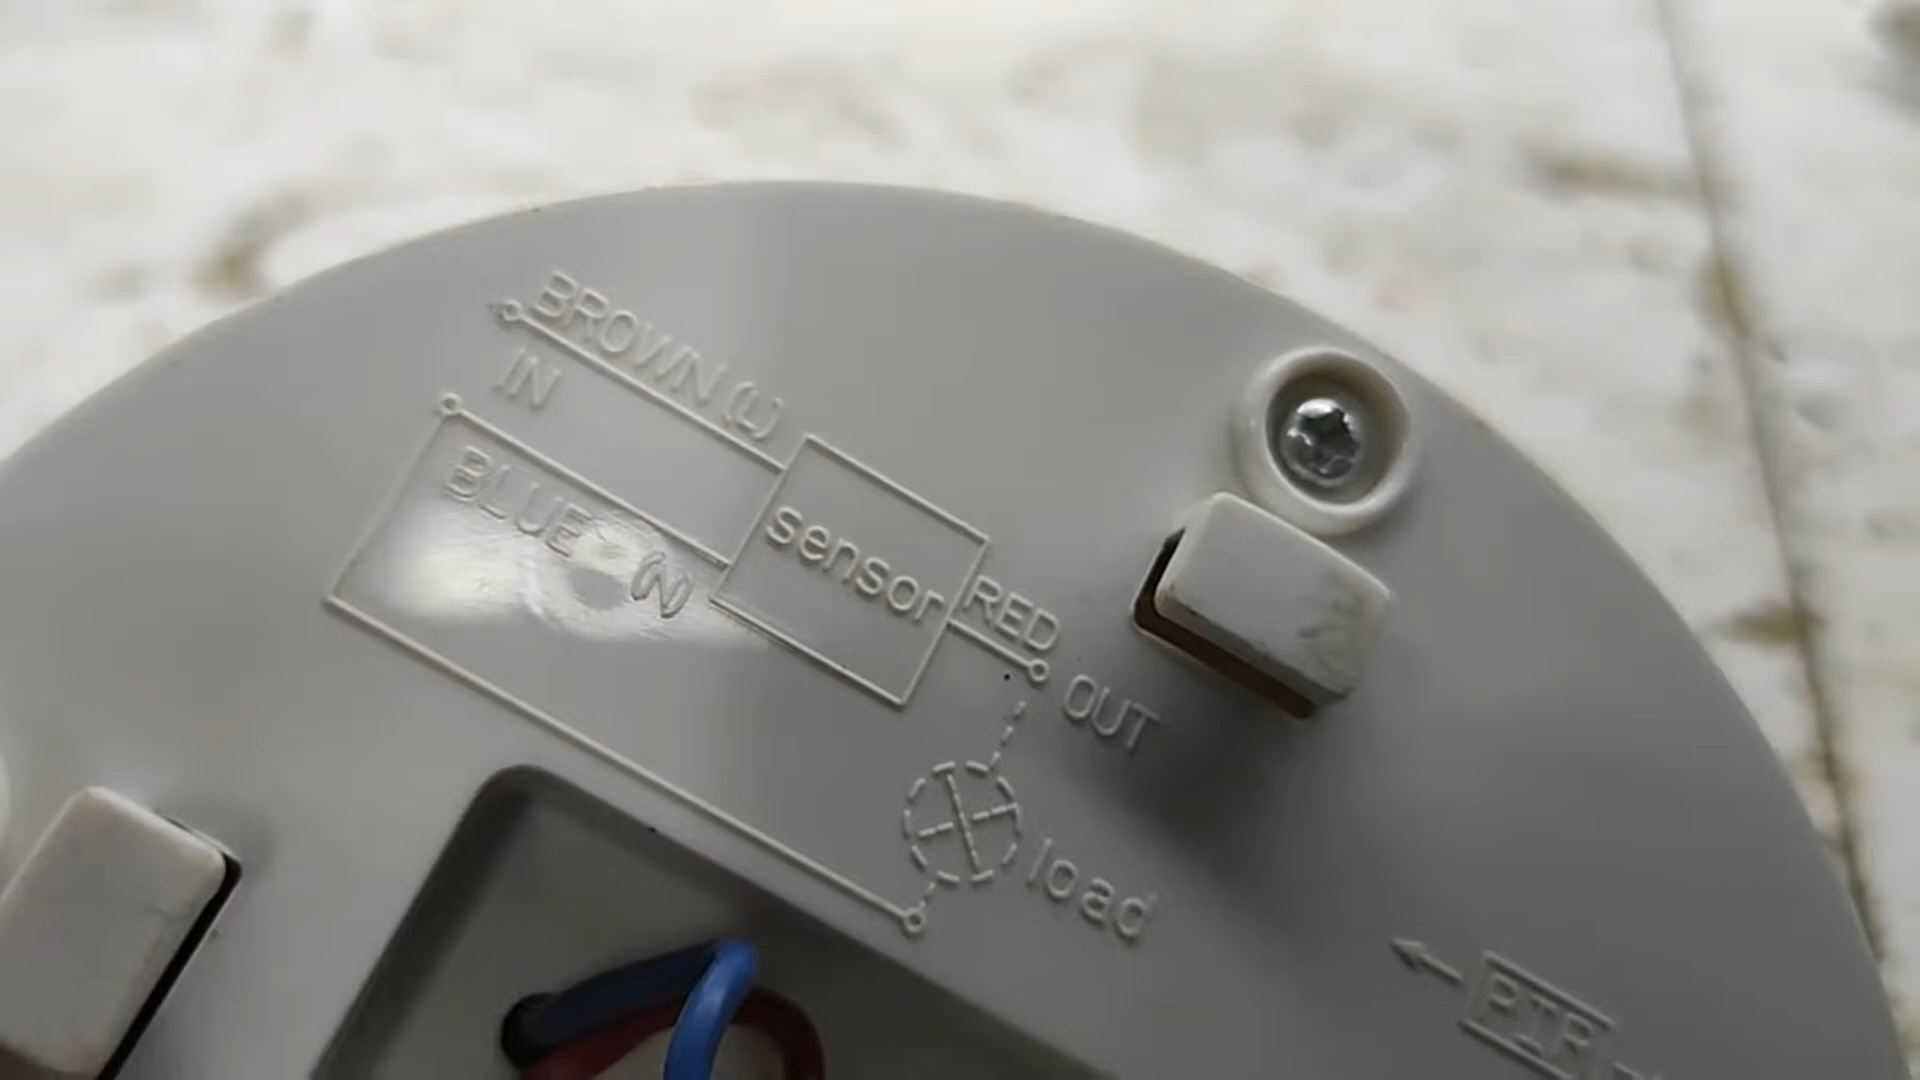 BROWN (L)
IN
BLUE (N)
sensor
RED
OUT
load
PIR